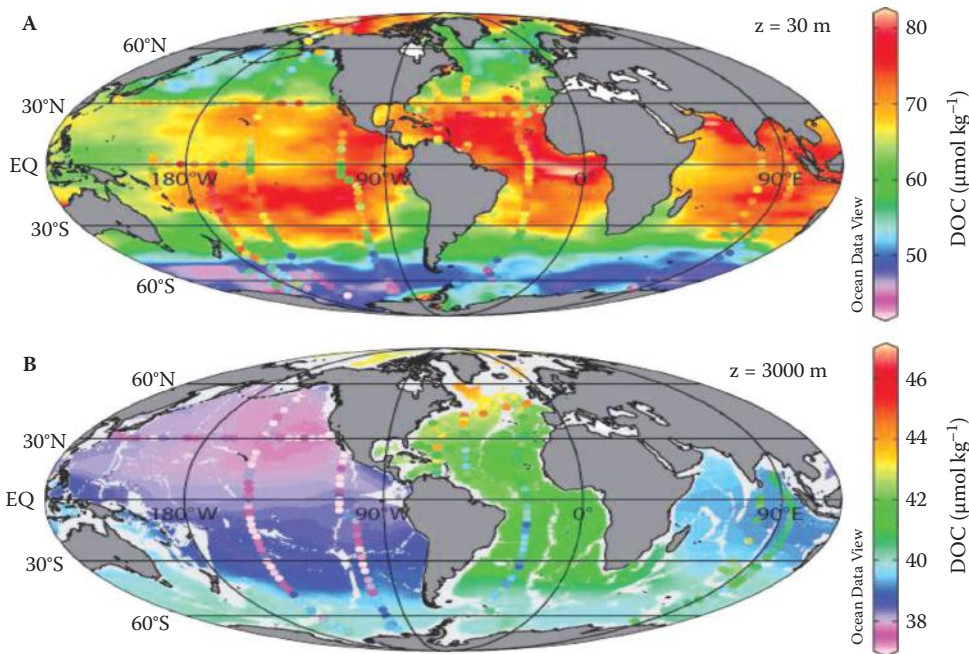 A
z = 30 m
60°N
30°N
EQ
180°W
90°W
0°
90°E
30°S
60°S
80
70
60
50
DOC (μmol kg⁻¹)
Ocean Data View
B
z = 3000 m
60°N
30°N
EQ
180°W
90°W
0°
90°E
30°S
60°S
46
44
42
40
38
DOC (μmol kg⁻¹)
Ocean Data View